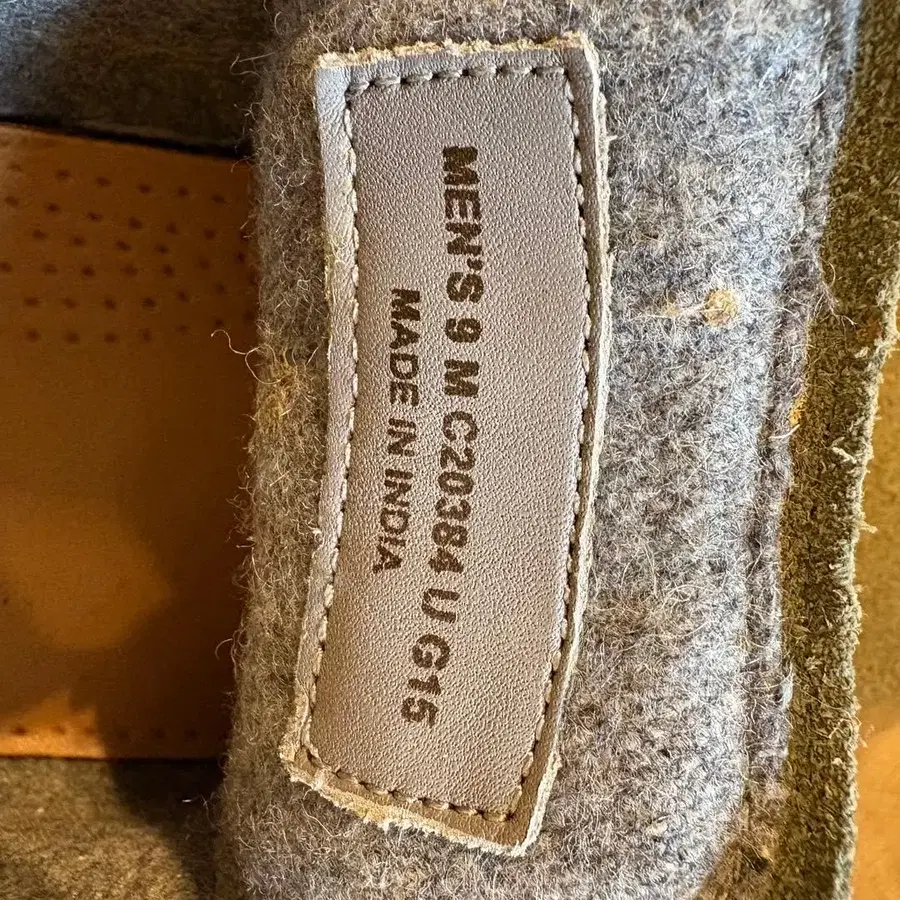 MEN'S 9 M C20384 U G15
MADE IN INDIA